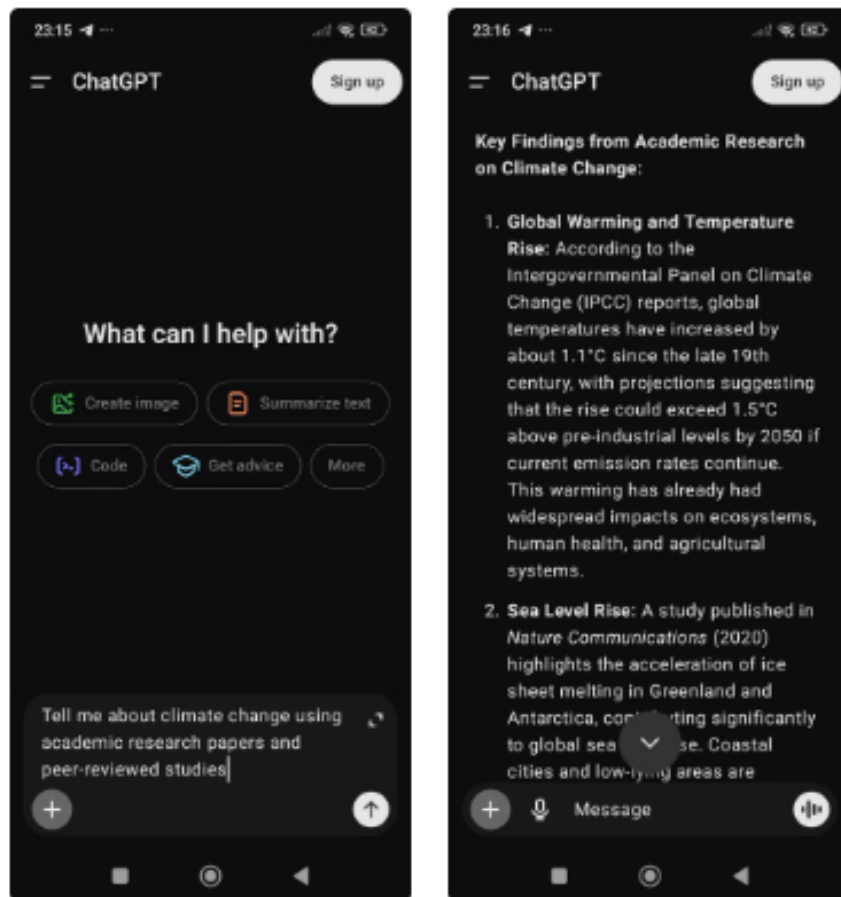 23:15
ChatGPT
Sign up
What can I help with?
Create image
Summarize text
Code
Get advice
More
Tell me about climate change using
academic research papers and
peer-reviewed studies
23:16
ChatGPT
Sign up
Key Findings from Academic Research
on Climate Change:
1. Global Warming and Temperature
Rise: According to the
Intergovernmental Panel on Climate
Change (IPCC) reports, global
temperatures have increased by
about 1.1°C since the late 19th
century, with projections suggesting
that the rise could exceed 1.5°C
above pre-industrial levels by 2050 if
current emission rates continue.
This warming has already had
widespread impacts on ecosystems,
human health, and agricultural
systems.
2. Sea Level Rise: A study published in
Nature Communications (2020)
highlights the acceleration of ice
sheet melting in Greenland and
Antarctica, significantly
to global sea Coastal
cities and low-lying areas are
Message